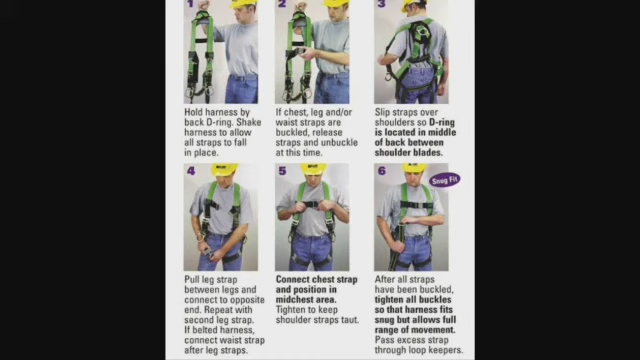 1
2
3
Hold harness by
back D-ring. Shake
harness to allow
all straps to fall
in place.
If chest, leg and/or
waist straps are
buckled, release
straps and unbuckle
at this time.
Slip straps over
shoulders so D-ring
is located in middle
of back between
shoulder blades.
4
5
6
Snug Fit
Pull leg strap
between legs and
connect to opposite
end. Repeat with
second leg strap.
If belted harness,
connect waist strap
after leg straps.
Connect chest strap
and position in
midchest area.
Tighten to keep
shoulder straps taut.
After all straps
have been buckled,
tighten all buckles
so that harness fits
snug but allows full
range of movement.
Pass excess strap
through loop keepers.